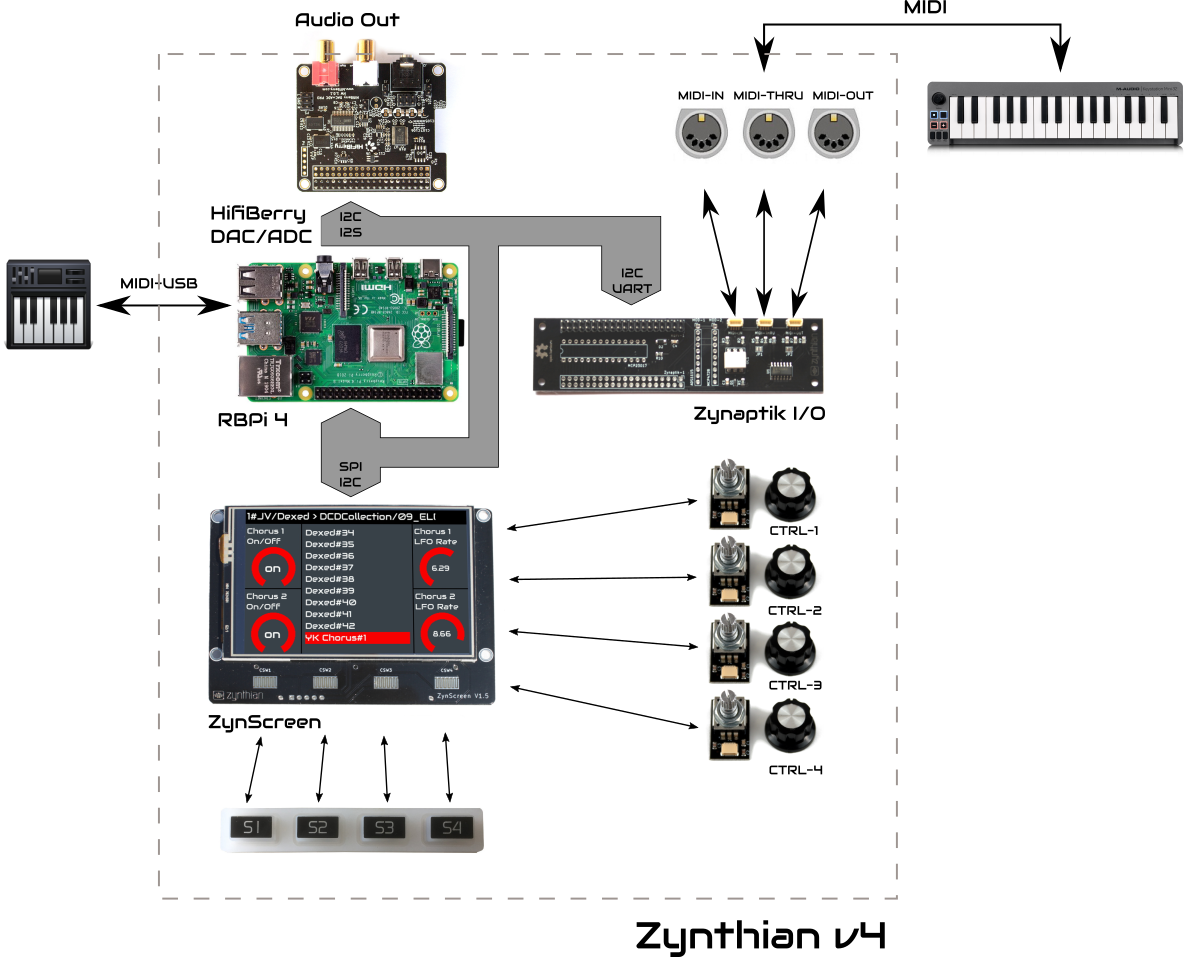 Audio Out
MIDI
MIDI-IN MIDI-THRU MIDI-OUT
M-AUDIO
HiFiBerry
HifiBerry
DAC/ADC
I2C
I2S
I2C
UART
MIDI-USB
HDMI
Zynaptik I/O
RBPi 4
SPI
I2C
1#JV/Dexed > DCDCollection/09_EL(
Chorus 1
On/Off
on
Chorus 2
On/Off
on
Dexed#34
Dexed#35
Dexed#36
Dexed#37
Dexed#38
Dexed#39
Dexed#40
Dexed#41
Dexed#42
YK Chorus#1
Chorus 1
LFO Rate
6.29
Chorus 2
LFO Rate
8.66
CSW1 CSW2 CSW3 CSW4
zynthian
ZynScreen V1.5
ZynScreen
CTRL-1
CTRL-2
CTRL-3
CTRL-4
S1 S2 S3 S4
Zynthian v4